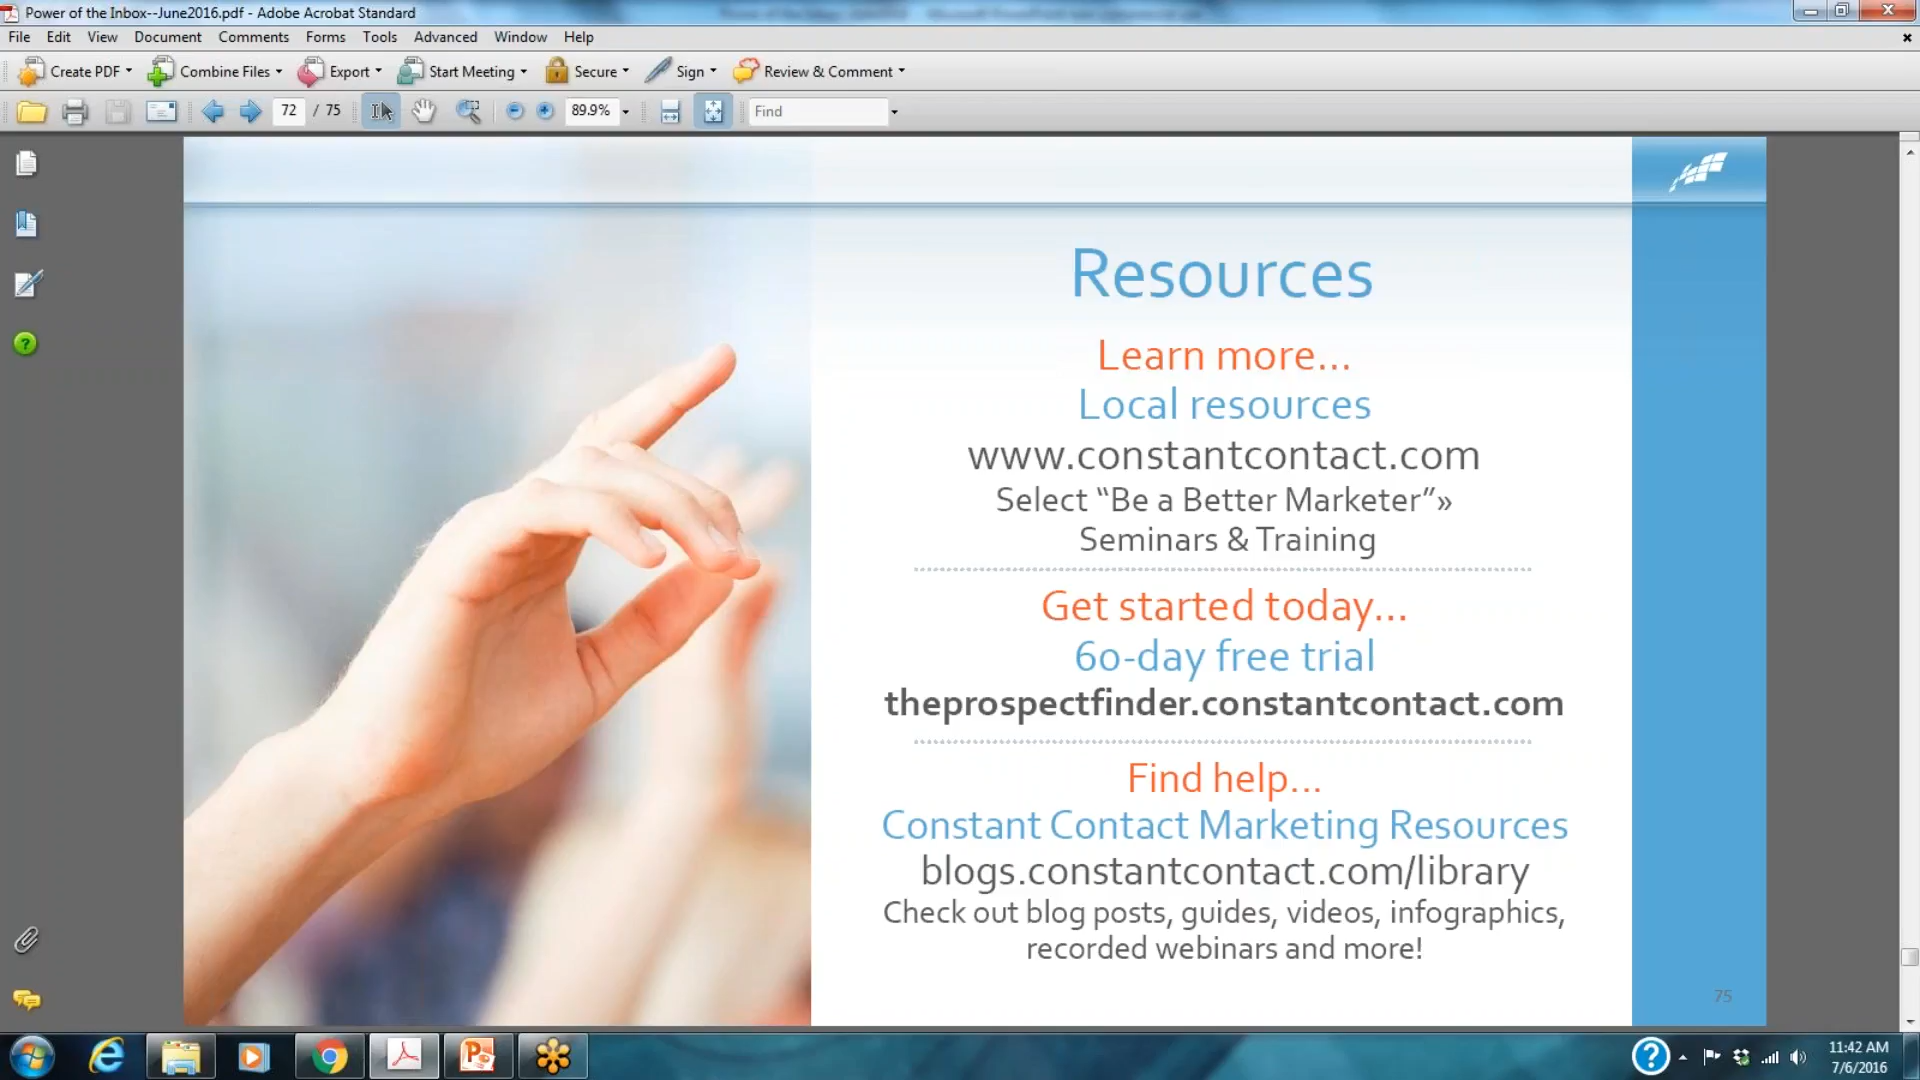 Power of the Inbox--June2016.pdf - Adobe Acrobat Standard
File Edit View Document Comments Forms Tools Advanced Window Help
Create PDF Combine Files Export Start Meeting Secure Sign Review & Comment
72 / 75 89.9% Find
Resources
Learn more...
Local resources
www.constantcontact.com
Select “Be a Better Marketer”»
Seminars & Training
Get started today...
60-day free trial
theprospectfinder.constantcontact.com
Find help...
Constant Contact Marketing Resources
blogs.constantcontact.com/library
Check out blog posts, guides, videos, infographics,
recorded webinars and more!
75
11:42 AM
7/6/2016